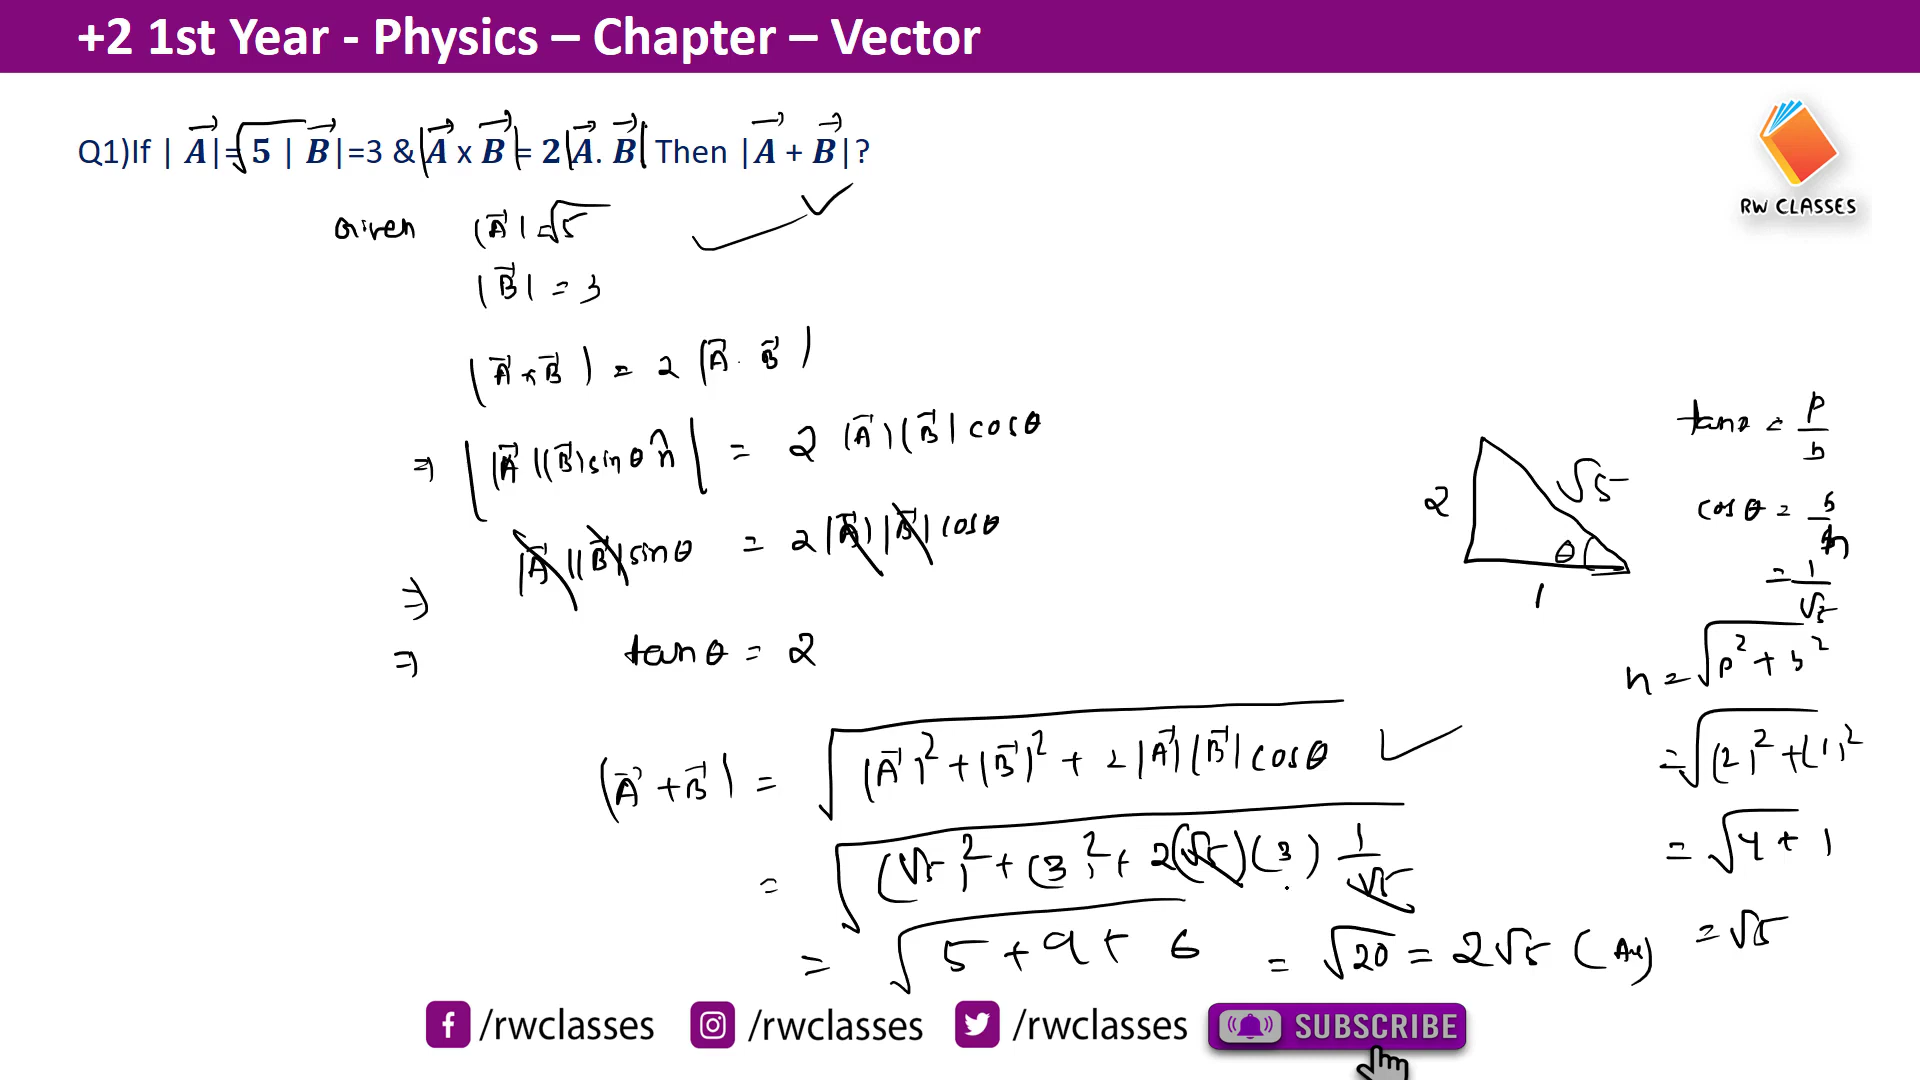 +2 1st Year - Physics – Chapter – Vector
Q1)If | A⃗|=√5 | B⃗|=3 & |A⃗ x B⃗|= 2|A⃗. B⃗| Then |A⃗ + B⃗|?
RW CLASSES
Given |A⃗| = √5
|B⃗| = 3
|A⃗ × B⃗| = 2 |A⃗ . B⃗|
⇒ ||A⃗||B⃗| sinθ n̂| = 2 |A⃗||B⃗| cosθ
⇒ |A⃗||B⃗| sinθ = 2|A⃗||B⃗| cosθ
⇒ tanθ = 2
|A⃗ + B⃗| = √(|A⃗|² + |B⃗|² + 2|A⃗||B⃗| cosθ)
= √((√5)² + (3)² + 2(√5)(3) 1/√5)
= √(5+9+6) = √20 = 2√5 (Ans)
2
√5
θ
1
tanθ = p/b
cosθ = b/h
= 1/√5
h = √(p² + b²)
= √((2)² + (1)²)
= √(4+1)
= √5
/rwclasses /rwclasses /rwclasses SUBSCRIBE